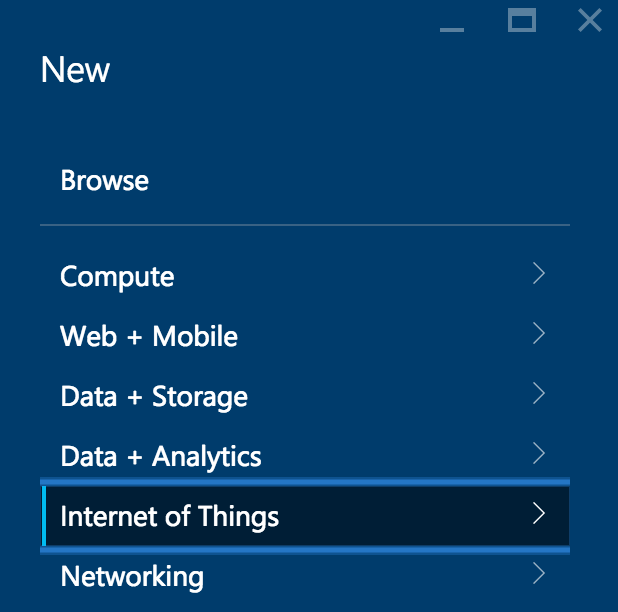 New
Browse
Compute
Web + Mobile
Data + Storage
Data + Analytics
Internet of Things
Networking